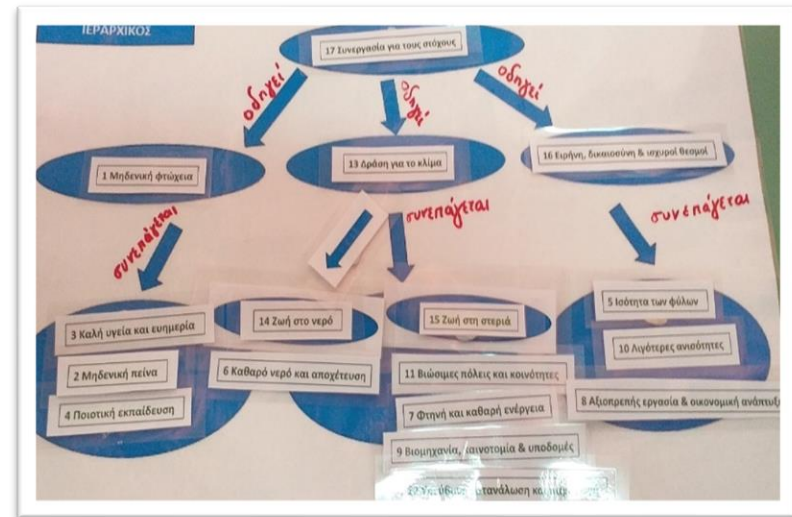 ΙΕΡΑΡΧΙΚΟΣ
17 Συνεργασία για τους στόχους
οδηγεί
οδηγεί
οδηγεί
1 Μηδενική φτώχεια
13 Δράση για το κλίμα
16 Ειρήνη, δικαιοσύνη & ισχυροί θεσμοί
συνεπάγεται
συνεπάγεται
συνεπάγεται
3 Καλή υγεία και ευημερία
2 Μηδενική πείνα
4 Ποιοτική εκπαίδευση
14 Ζωή στο νερό
6 Καθαρό νερό και αποχέτευση
15 Ζωή στη στεριά
11 Βιώσιμες πόλεις και κοινότητες
7 Φτηνή και καθαρή ενέργεια
9 Βιομηχανία, καινοτομία & υποδομές
κατανάλωση και
5 Ισότητα των φύλων
10 Λιγότερες ανισότητες
8 Αξιοπρεπής εργασία & οικονομική ανάπτυξ